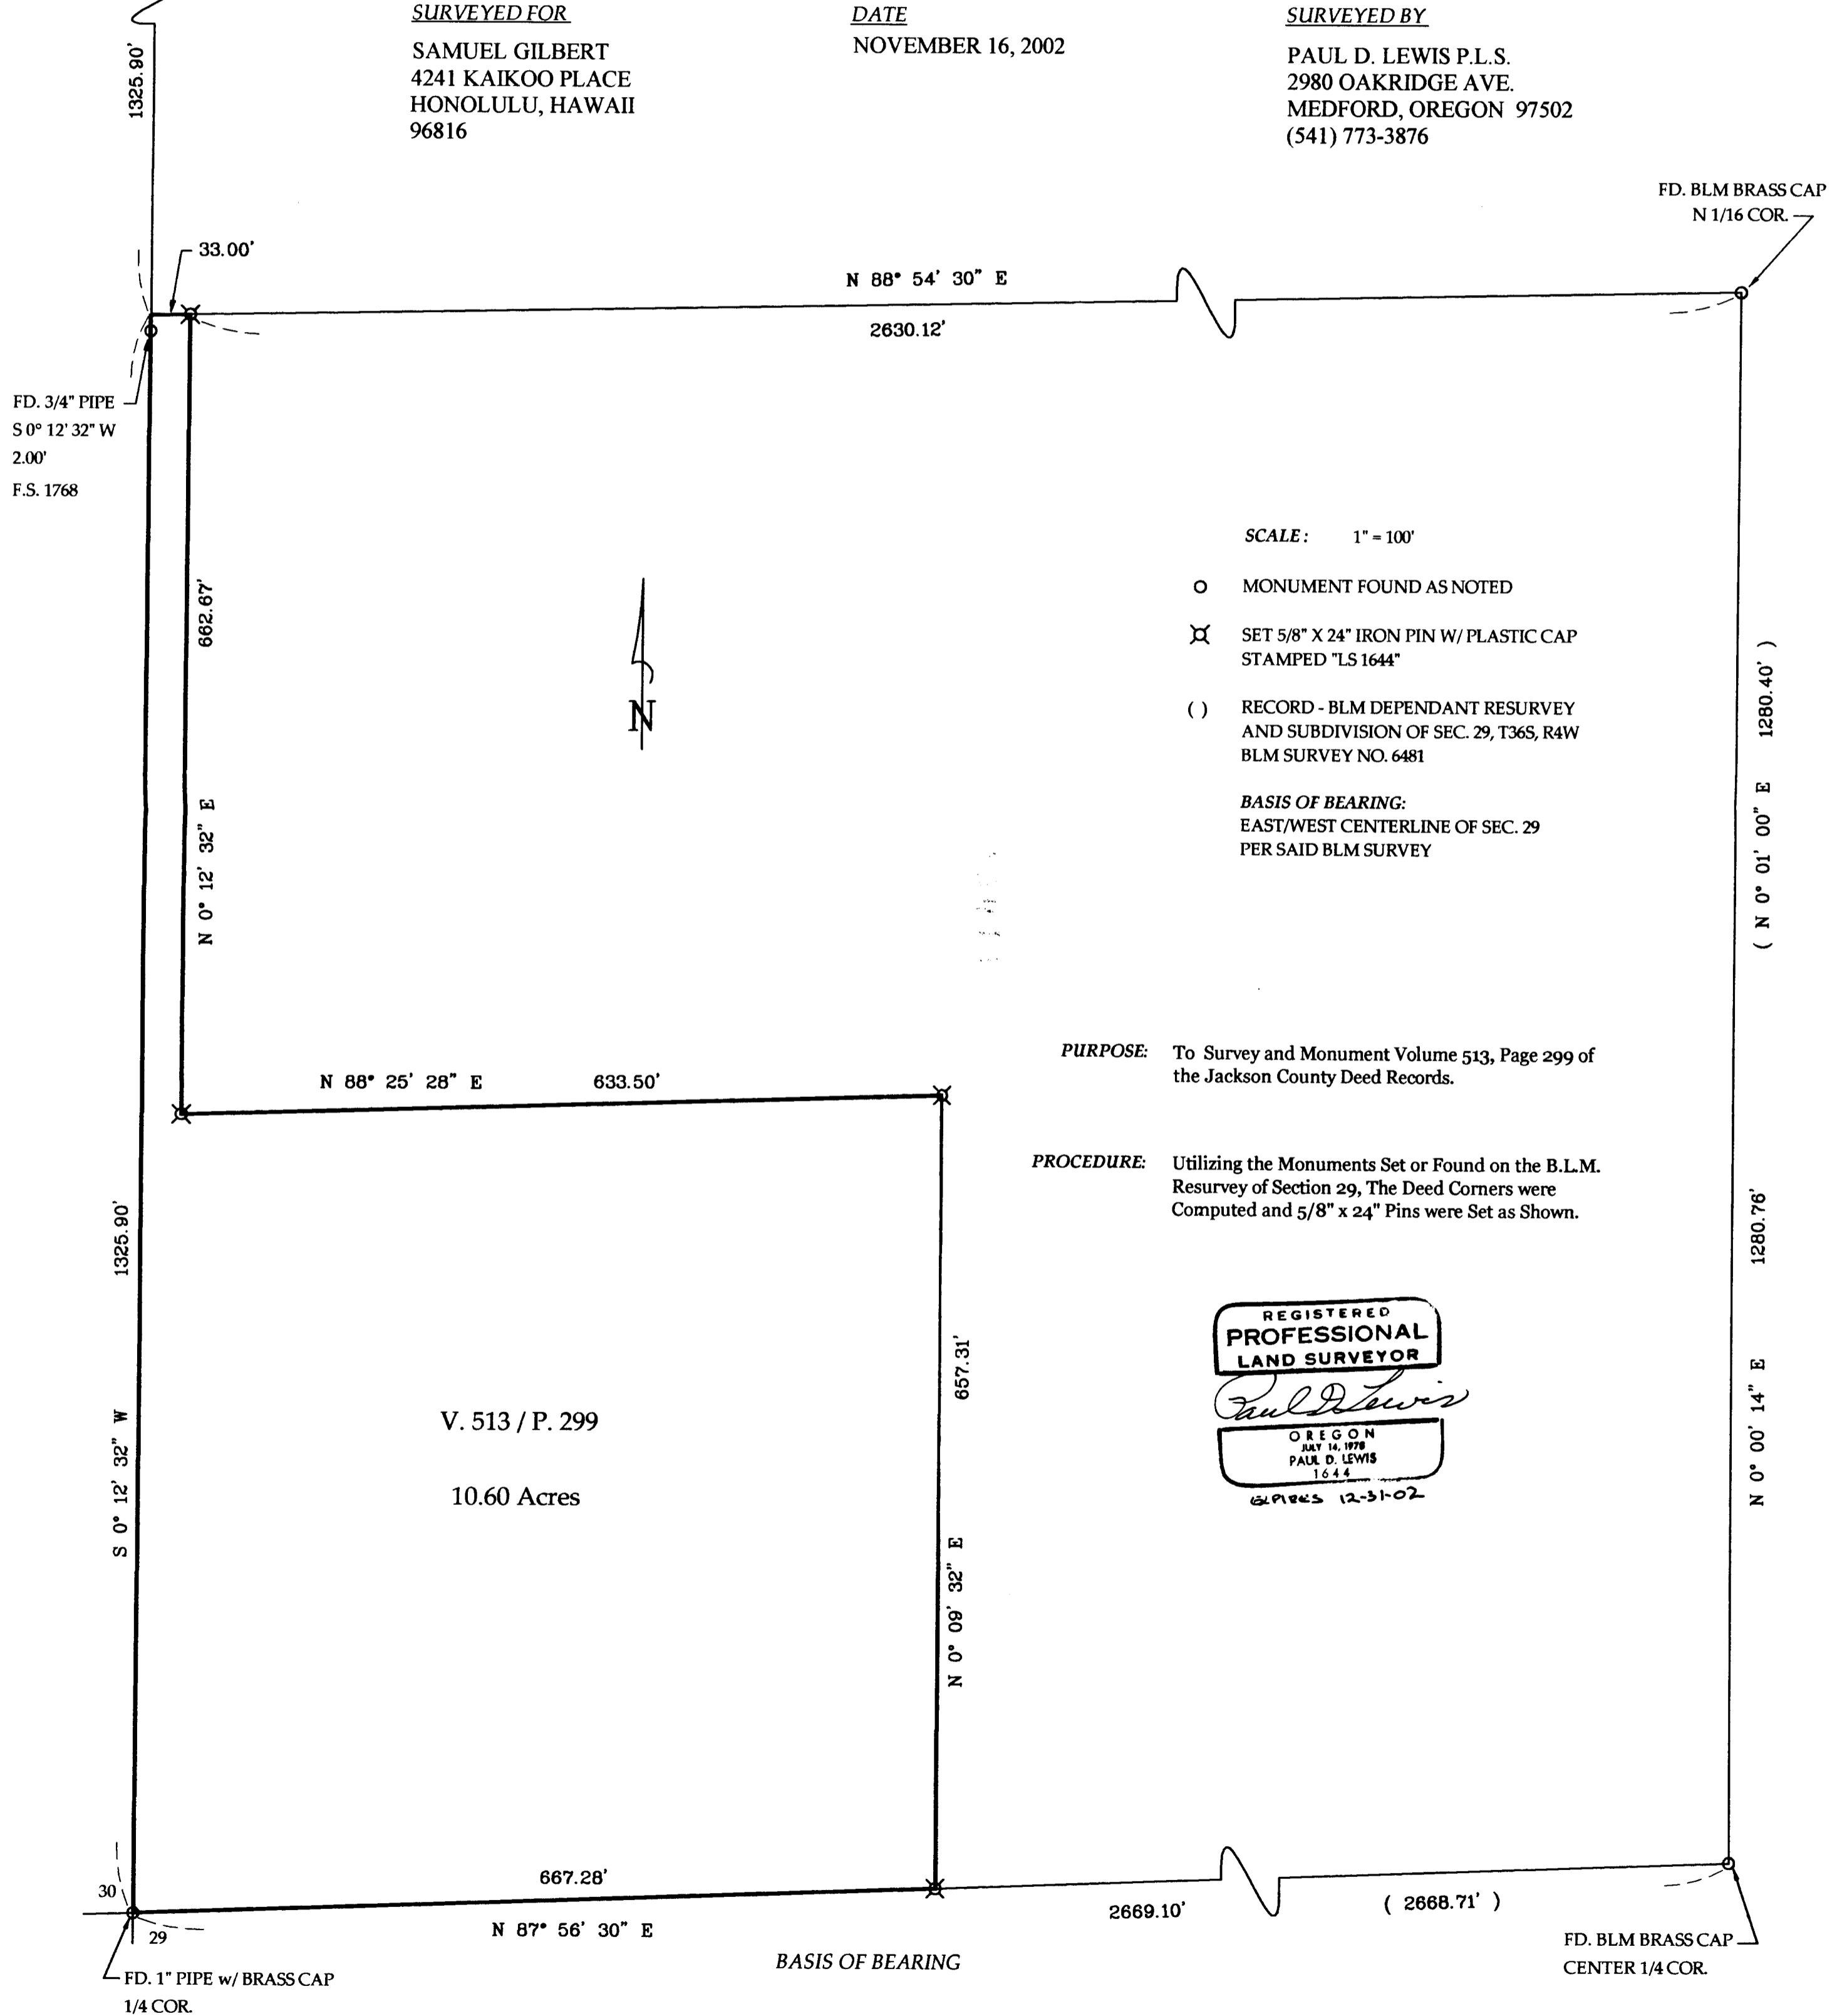 SURVEYED FOR
SAMUEL GILBERT
4241 KAIKOO PLACE
HONOLULU, HAWAII
96816
DATE
NOVEMBER 16, 2002
SURVEYED BY
PAUL D. LEWIS P.L.S.
2980 OAKRIDGE AVE.
MEDFORD, OREGON 97502
(541) 773-3876
1325.90'
FD. BLM BRASS CAP
N 1/16 COR.
33.00'
N 88° 54' 30" E
2630.12'
FD. 3/4" PIPE
S 0° 12' 32" W
2.00'
F.S. 1768
662.67'
N 0° 12' 32" E
N
SCALE: 1" = 100'
MONUMENT FOUND AS NOTED
SET 5/8" X 24" IRON PIN W/ PLASTIC CAP
STAMPED "LS 1644"
( ) RECORD - BLM DEPENDANT RESURVEY
AND SUBDIVISION OF SEC. 29, T36S, R4W
BLM SURVEY NO. 6481
BASIS OF BEARING:
EAST/WEST CENTERLINE OF SEC. 29
PER SAID BLM SURVEY
( N 0° 01' 00" E 1280.40' )
N 88° 25' 28" E 633.50'
PURPOSE: To Survey and Monument Volume 513, Page 299 of
the Jackson County Deed Records.
PROCEDURE: Utilizing the Monuments Set or Found on the B.L.M.
Resurvey of Section 29, The Deed Corners were
Computed and 5/8" x 24" Pins were Set as Shown.
S 0° 12' 32" W 1325.90'
N 0° 09' 32" E 657.31'
N 0° 00' 14" E 1280.76'
V. 513 / P. 299
10.60 Acres
REGISTERED
PROFESSIONAL
LAND SURVEYOR
Paul D Lewis
OREGON
JULY 14, 1978
PAUL D. LEWIS
1644
EXPIRES 12-31-02
30
29
667.28'
N 87° 56' 30" E
2669.10'
( 2668.71' )
BASIS OF BEARING
FD. 1" PIPE w/ BRASS CAP
1/4 COR.
FD. BLM BRASS CAP
CENTER 1/4 COR.